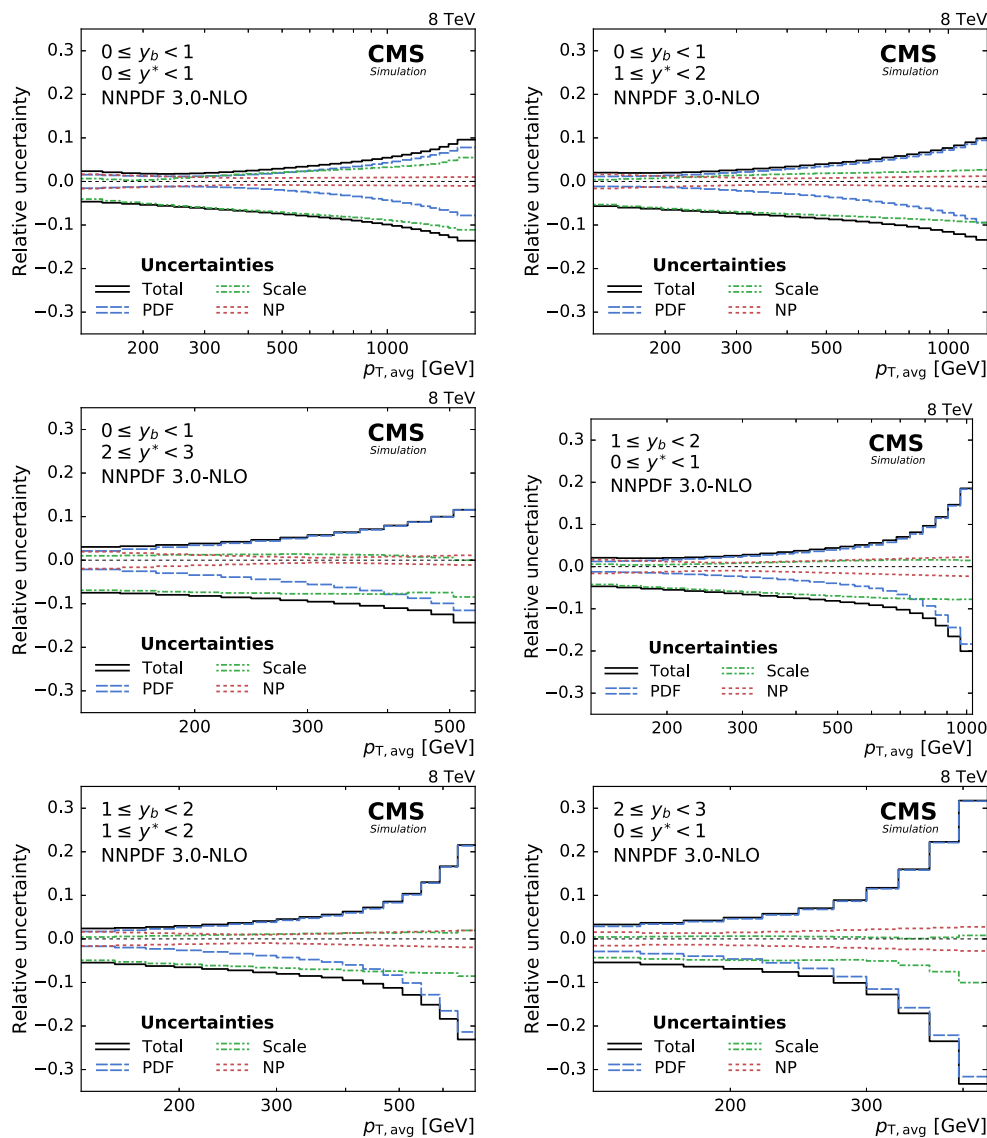 8 TeV
0 ≤ y_b < 1
0 ≤ y* < 1
NNPDF 3.0-NLO
CMS
Simulation
Relative uncertainty
0.3
0.2
0.1
0.0
−0.1
−0.2
−0.3
Uncertainties
Total
Scale
PDF
NP
200
300
1000
p_T, avg [GeV]
8 TeV
0 ≤ y_b < 1
1 ≤ y* < 2
NNPDF 3.0-NLO
CMS
Simulation
Relative uncertainty
0.3
0.2
0.1
0.0
−0.1
−0.2
−0.3
Uncertainties
Total
Scale
PDF
NP
200
300
1000
p_T, avg [GeV]
8 TeV
0 ≤ y_b < 1
2 ≤ y* < 3
NNPDF 3.0-NLO
CMS
Simulation
Relative uncertainty
0.3
0.2
0.1
0.0
−0.1
−0.2
−0.3
Uncertainties
Total
Scale
PDF
NP
200
300
500
p_T, avg [GeV]
8 TeV
1 ≤ y_b < 2
0 ≤ y* < 1
NNPDF 3.0-NLO
CMS
Simulation
Relative uncertainty
0.3
0.2
0.1
0.0
−0.1
−0.2
−0.3
Uncertainties
Total
Scale
PDF
NP
200
300
500
1000
p_T, avg [GeV]
8 TeV
1 ≤ y_b < 2
1 ≤ y* < 2
NNPDF 3.0-NLO
CMS
Simulation
Relative uncertainty
0.3
0.2
0.1
0.0
−0.1
−0.2
−0.3
Uncertainties
Total
Scale
PDF
NP
200
300
500
p_T, avg [GeV]
8 TeV
2 ≤ y_b < 3
0 ≤ y* < 1
NNPDF 3.0-NLO
CMS
Simulation
Relative uncertainty
0.3
0.2
0.1
0.0
−0.1
−0.2
−0.3
Uncertainties
Total
Scale
PDF
NP
200
300
p_T, avg [GeV]